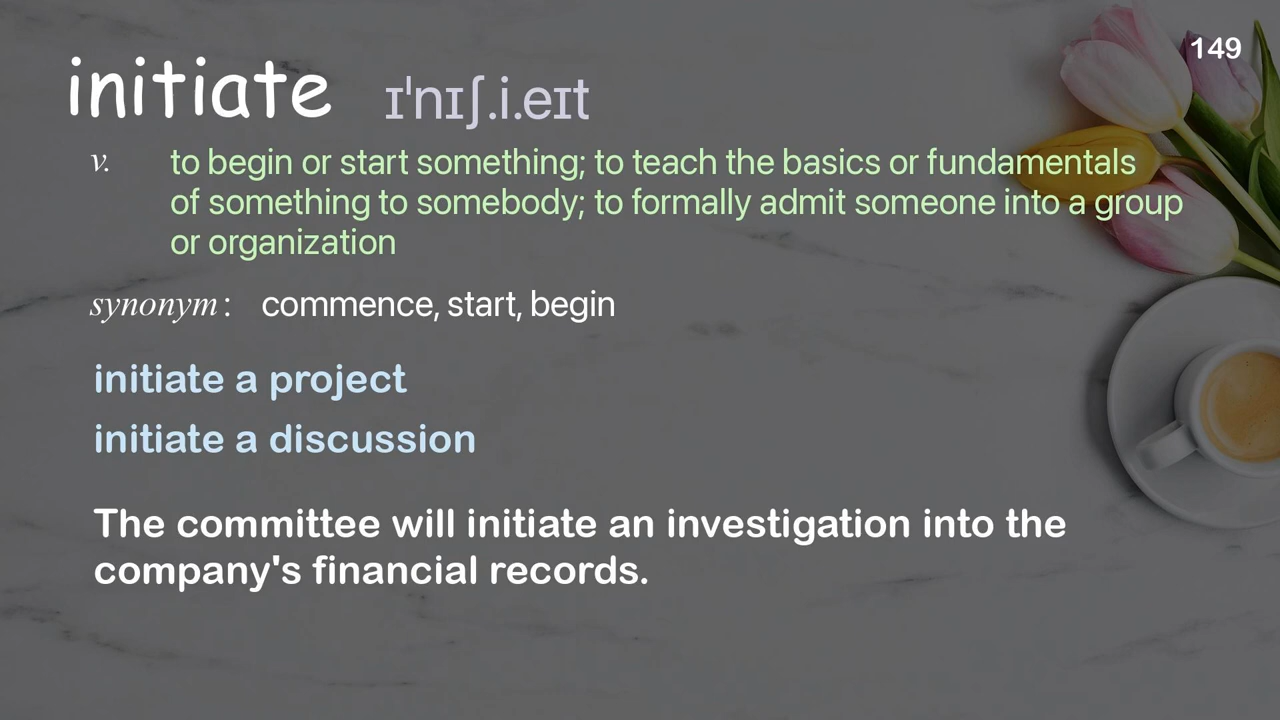 149
initiate ɪˈnɪʃ.i.eɪt
v. to begin or start something; to teach the basics or fundamentals
of something to somebody; to formally admit someone into a group
or organization
synonym: commence, start, begin
initiate a project
initiate a discussion
The committee will initiate an investigation into the
company's financial records.